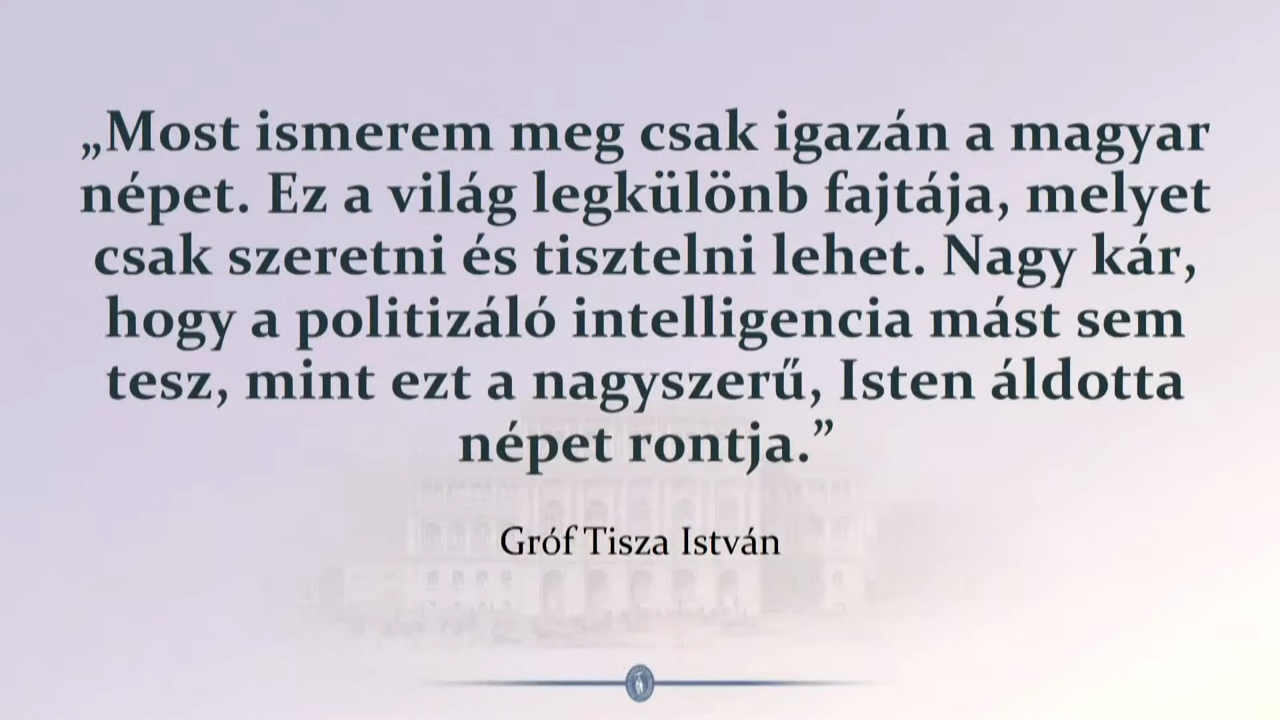 „Most ismerem meg csak igazán a magyar
népet. Ez a világ legkülönb fajtája, melyet
csak szeretni és tisztelni lehet. Nagy kár,
hogy a politizáló intelligencia mást sem
tesz, mint ezt a nagyszerű, Isten áldotta
népet rontja.”
Gróf Tisza István